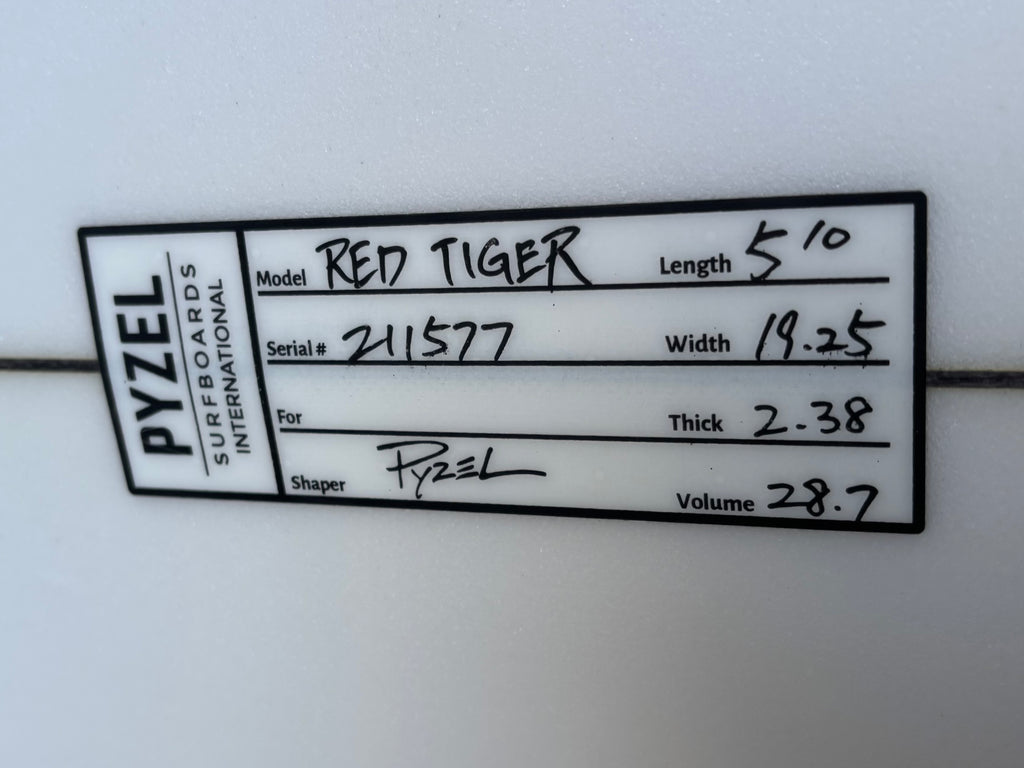 PYZEL
SURFBOARDS
INTERNATIONAL
Model RED TIGER Length 5 10
Serial # 211577 Width 19.25
For Thick 2.38
Shaper PYZEL Volume 28.7